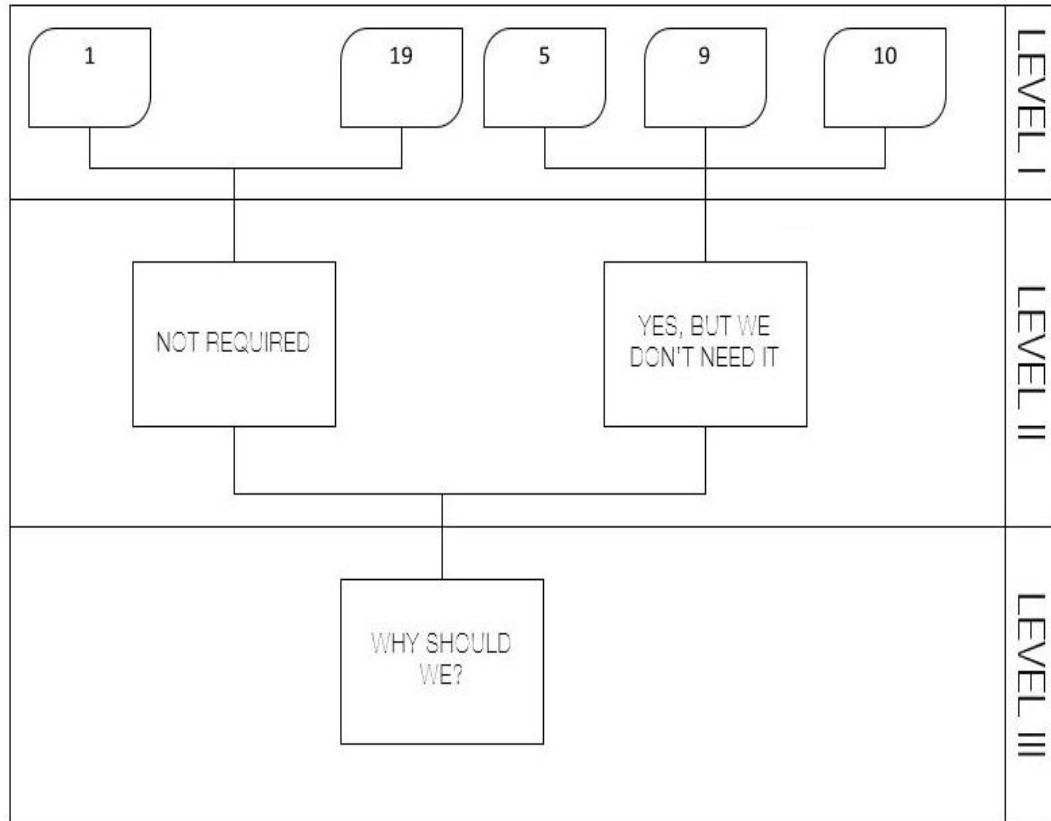 1
19
5
9
10
LEVEL I
NOT REQUIRED
YES, BUT WE
DON'T NEED IT
LEVEL II
WHY SHOULD
WE?
LEVEL III